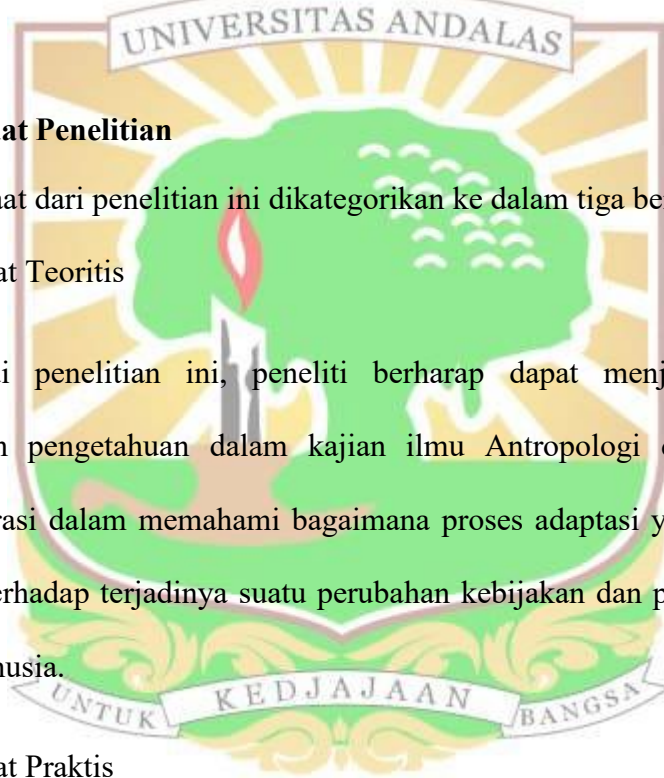 UNIVERSITAS ANDALAS
at Penelitian
at dari penelitian ini dikategorikan ke dalam tiga be
at Teoritis
i penelitian ini, peneliti berharap dapat menj
n pengetahuan dalam kajian ilmu Antropologi
rasi dalam memahami bagaimana proses adaptasi y
erhadap terjadinya suatu perubahan kebijakan dan p
nusia.
UNTUK KEDJAJAAN BANGSA
at Praktis